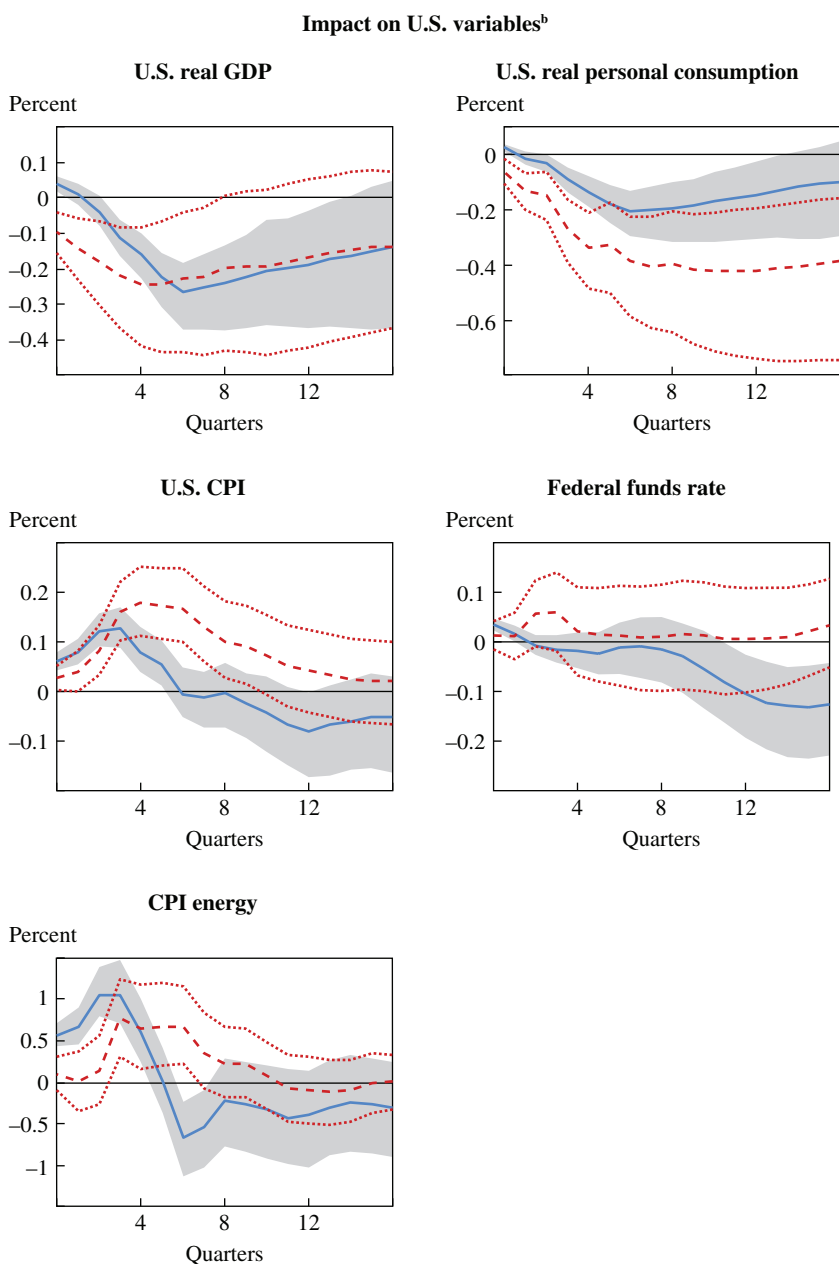 Impact on U.S. variablesᵇ
U.S. real GDP
Percent
0.1
0
–0.1
–0.2
–0.3
–0.4
4 8 12
Quarters
U.S. real personal consumption
Percent
0
–0.2
–0.4
–0.6
4 8 12
Quarters
U.S. CPI
Percent
0.2
0.1
0
–0.1
4 8 12
Quarters
Federal funds rate
Percent
0.1
0
–0.1
–0.2
4 8 12
Quarters
CPI energy
Percent
1
0.5
0
–0.5
–1
4 8 12
Quarters